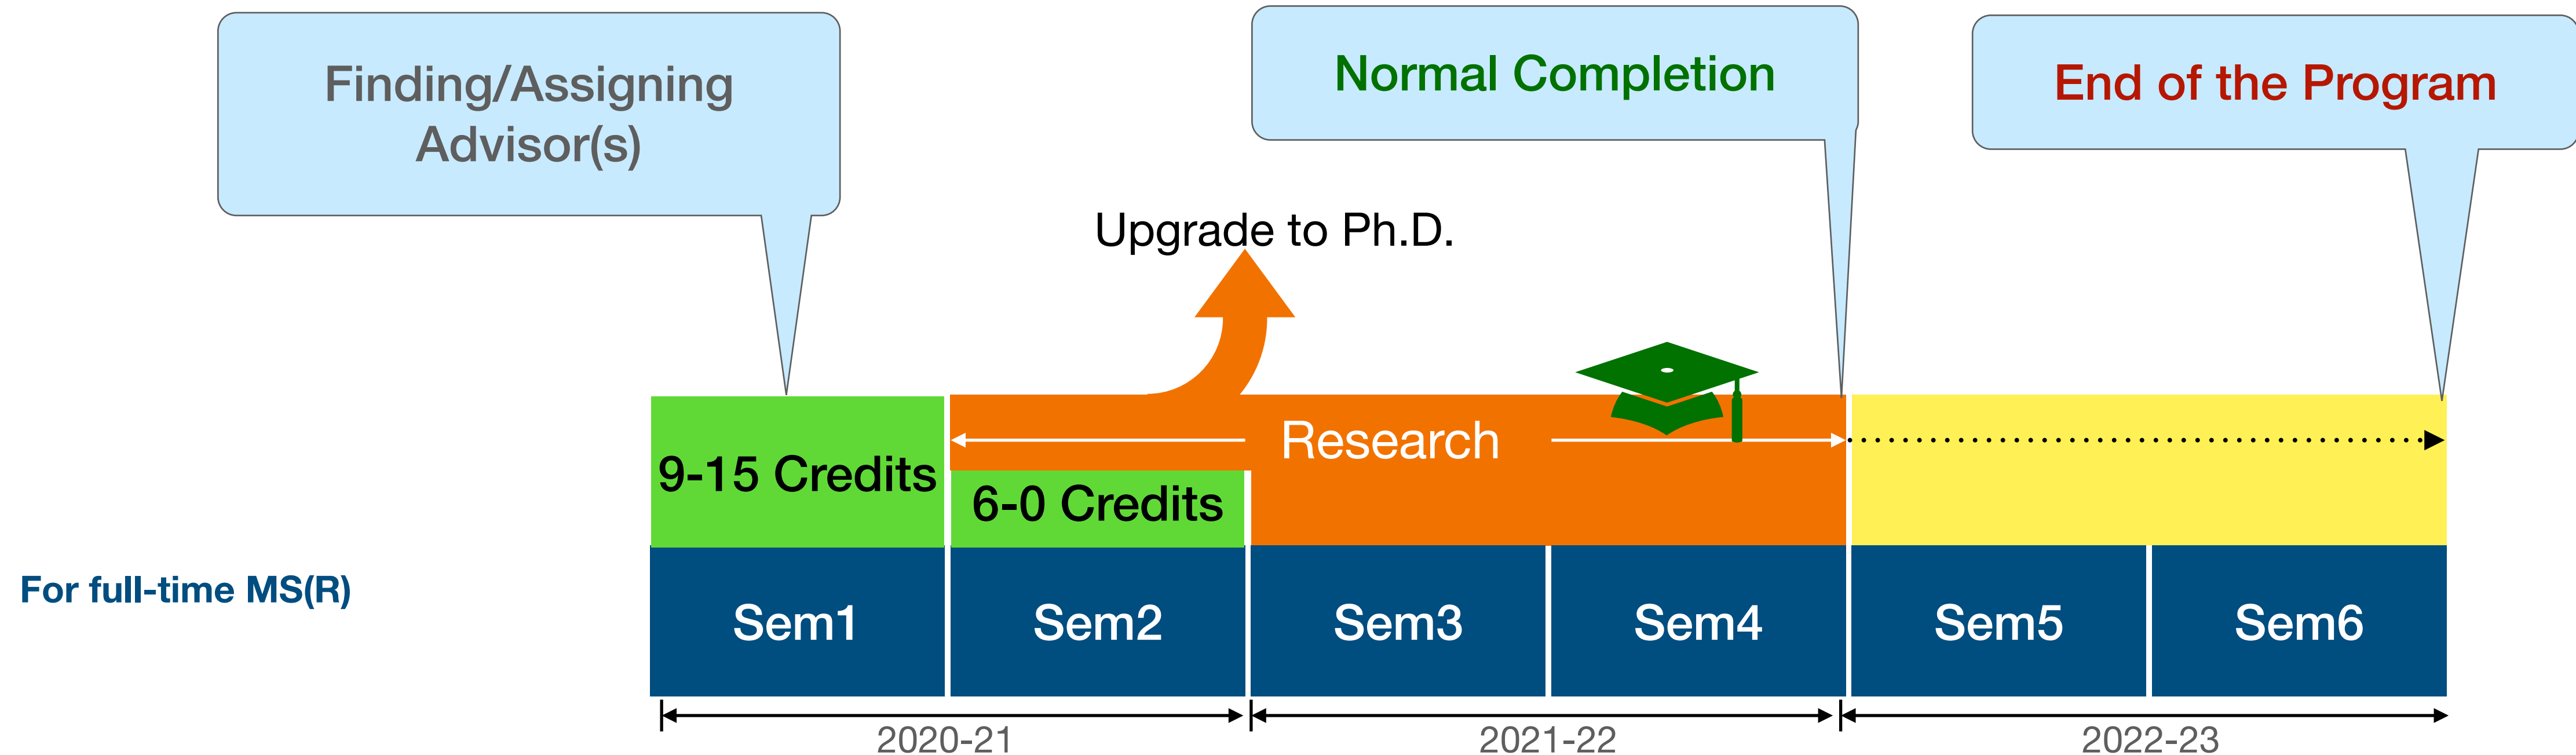 Finding/Assigning
Advisor(s)
Normal Completion
End of the Program
Upgrade to Ph.D.
Research
9-15 Credits
6-0 Credits
For full-time MS(R)
Sem1
Sem2
Sem3
Sem4
Sem5
Sem6
2020-21
2021-22
2022-23